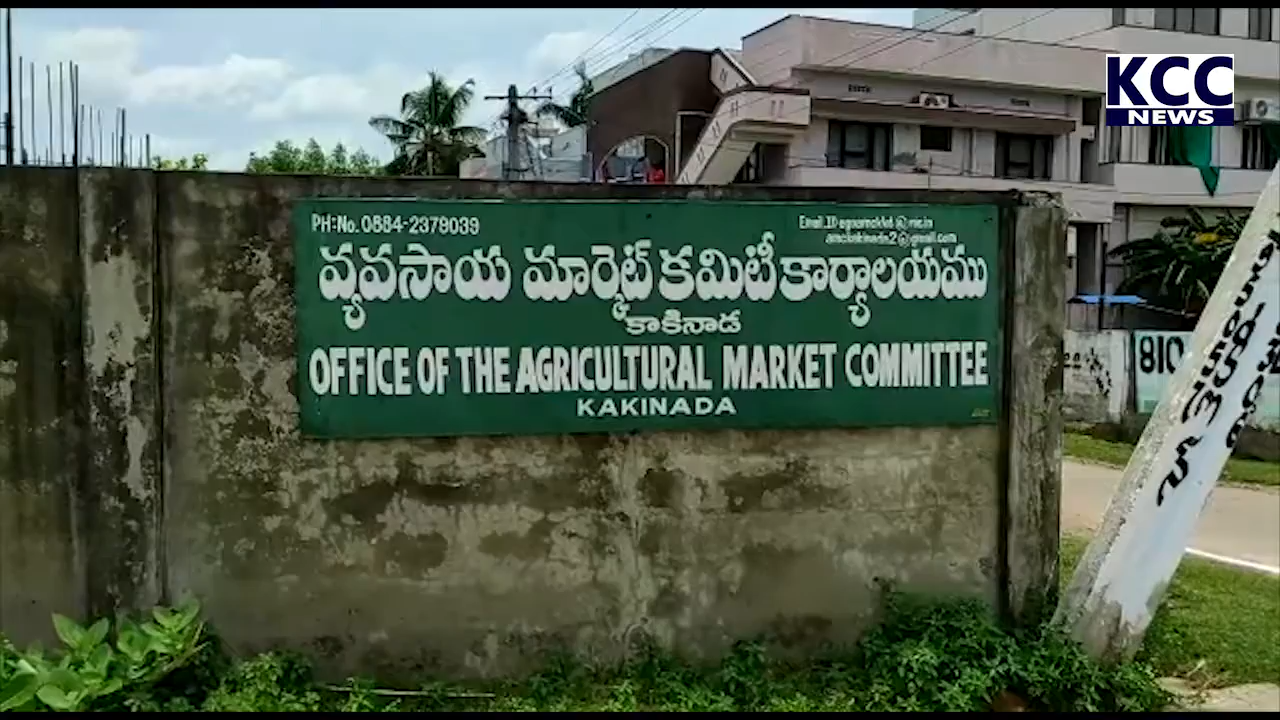 KCC
NEWS
PH:No. 0884-2379039
వ్యవసాయ మార్కెట్ కమిటీ కార్యాలయము
కాకినాడ
OFFICE OF THE AGRICULTURAL MARKET COMMITTEE
KAKINADA
810